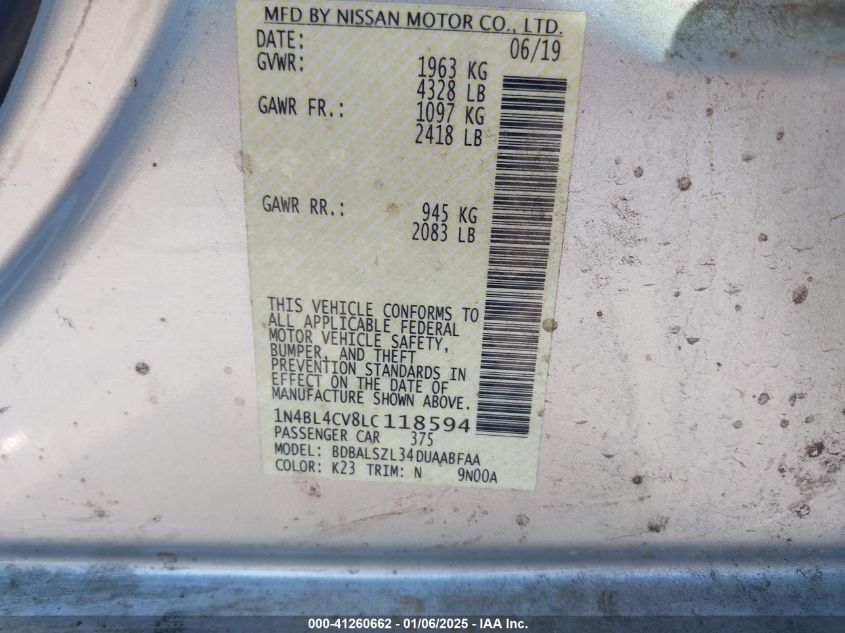 MFD BY NISSAN MOTOR CO., LTD.
DATE: 06/19
GVWR: 1963 KG
4328 LB
GAWR FR.: 1097 KG
2418 LB
GAWR RR.: 945 KG
2083 LB
THIS VEHICLE CONFORMS TO
ALL APPLICABLE FEDERAL
MOTOR VEHICLE SAFETY,
BUMPER, AND THEFT
PREVENTION STANDARDS IN
EFFECT ON THE DATE OF
MANUFACTURE SHOWN ABOVE.
1N4BL4CV8LC118594
PASSENGER CAR 375
MODEL: BDBALSZL34DUAABFAA
COLOR: K23 TRIM: N 9N00A
000-41260662 - 01/06/2025 - IAA Inc.